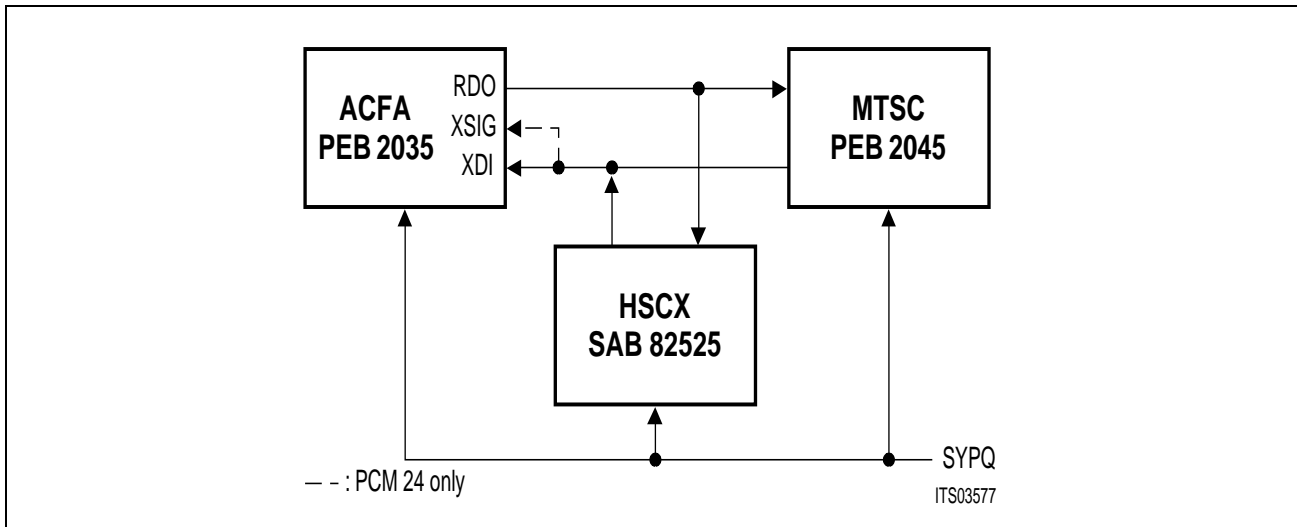 ACFA
PEB 2035
RDO
XSIG
XDI
MTSC
PEB 2045
HSCX
SAB 82525
SYPQ
— – : PCM 24 only
ITS03577